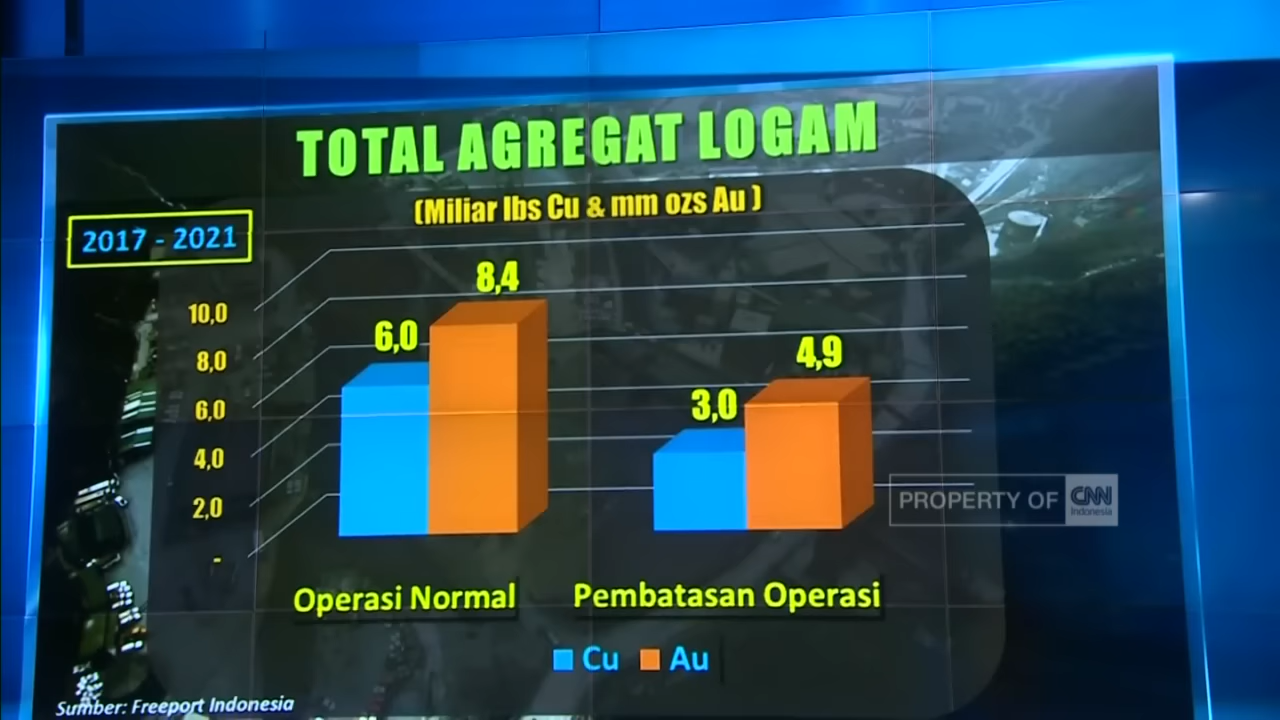 TOTAL AGREGAT LOGAM
(Miliar lbs Cu & mm ozs Au )
2017 - 2021
10,0
8,0
6,0
4,0
2,0
-
6,0
8,4
3,0
4,9
Operasi Normal
Pembatasan Operasi
Cu
Au
Sumber: Freeport Indonesia
PROPERTY OF CNN Indonesia